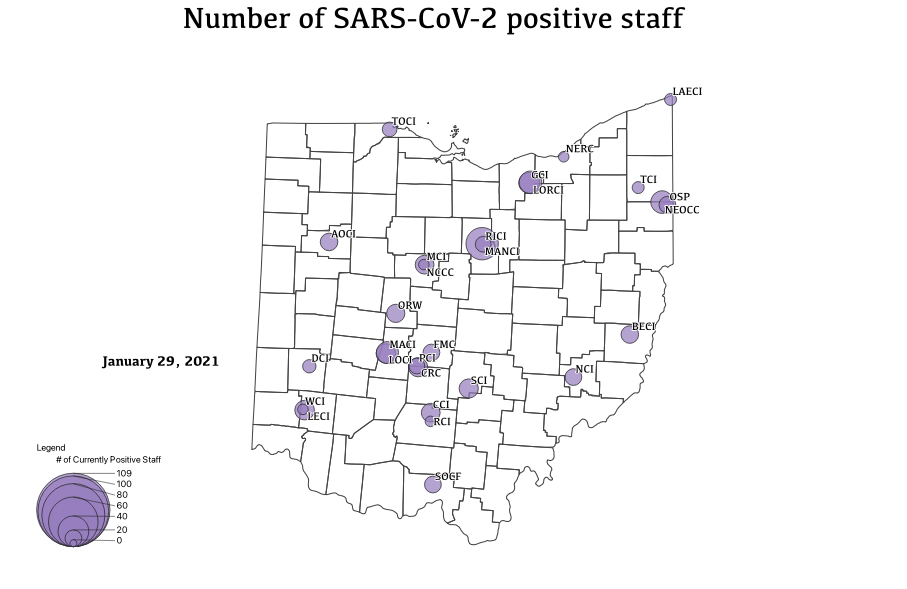 Number of SARS-CoV-2 positive staff
LAECI
TOCI
NERC
GCI
LORCI
TCI
OSP
NEOCC
AOCI
RICI
MANCI
MCI
NCCC
ORW
BECI
January 29, 2021
MACI
LOCI
FMC
PCI
CRC
DCI
NCI
SCI
WCI
LECI
CCI
RCI
SOCF
Legend
# of Currently Positive Staff
109
100
80
60
40
20
0